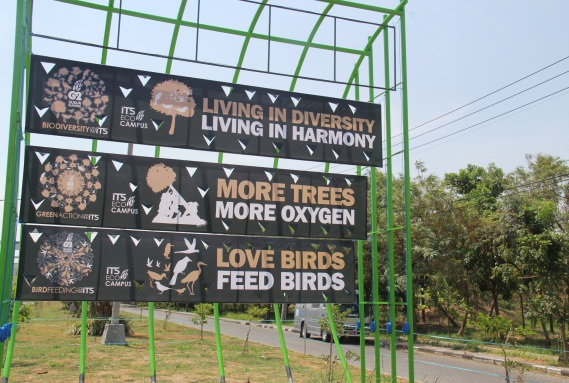 BIODIVERSITY@ITS
ITS
ECO
CAMPUS
LIVING IN DIVERSITY
LIVING IN HARMONY
GREENACTION@ITS
ITS
ECO
CAMPUS
MORE TREES
MORE OXYGEN
BIRDFEEDING@ITS
ITS
ECO
CAMPUS
LOVE BIRDS
FEED BIRDS